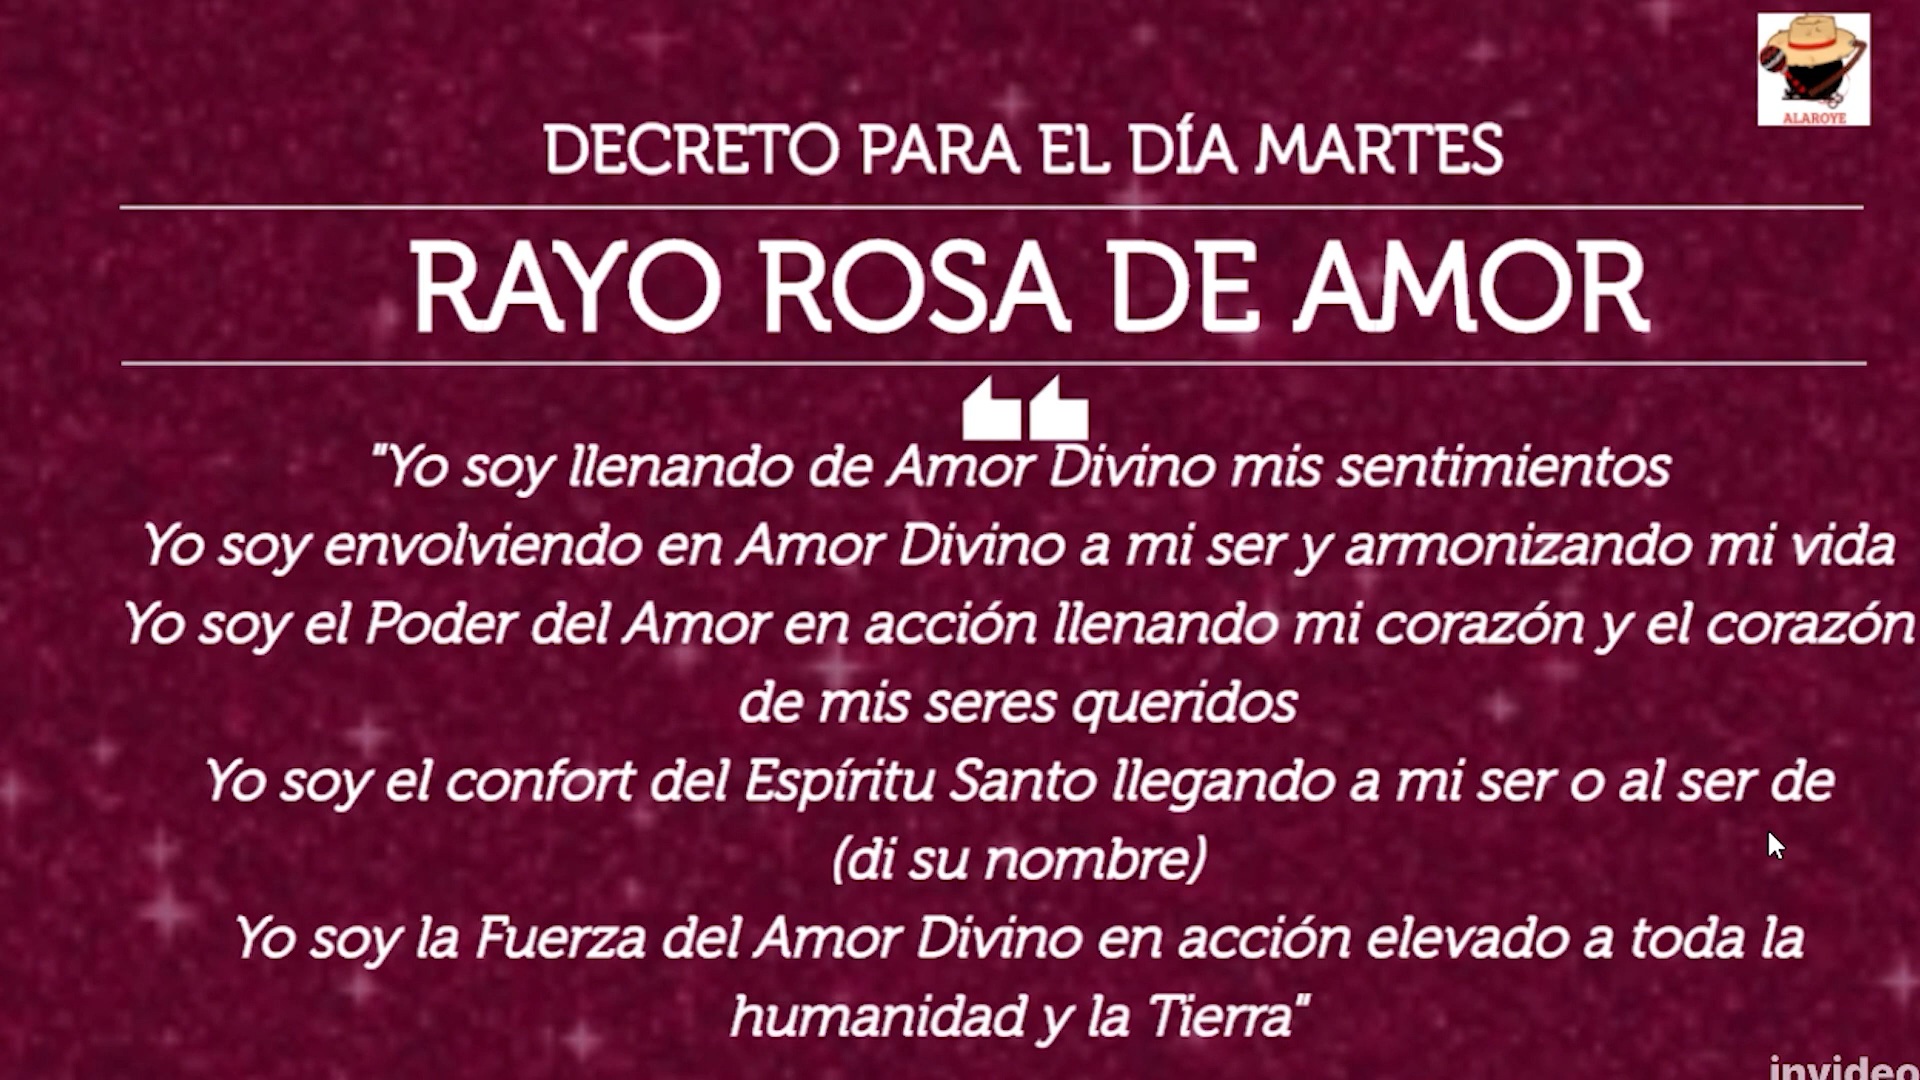 ALAROYE
DECRETO PARA EL DÍA MARTES
RAYO ROSA DE AMOR
"Yo soy llenando de Amor Divino mis sentimientos
Yo soy envolviendo en Amor Divino a mi ser y armonizando mi vida
Yo soy el Poder del Amor en acción llenando mi corazón y el corazón
de mis seres queridos
Yo soy el confort del Espíritu Santo llegando a mi ser o al ser de
(di su nombre)
Yo soy la Fuerza del Amor Divino en acción elevado a toda la
humanidad y la Tierra"
invideo